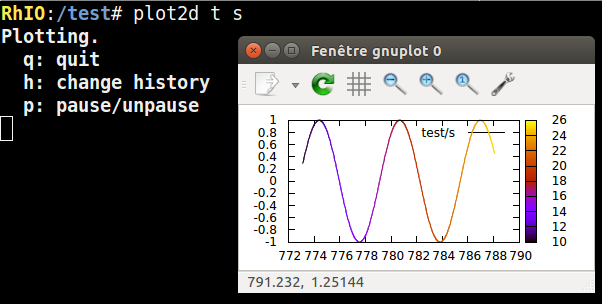 RhIO:/test# plot2d t s
Plotting.
q: quit
h: change history
p: pause/unpause
Fenêtre gnuplot 0
test/s
1
0.8
0.6
0.4
0.2
0
-0.2
-0.4
-0.6
-0.8
-1
772 774 776 778 780 782 784 786 788 790
26
24
22
20
18
16
14
12
10
791.232, 1.25144